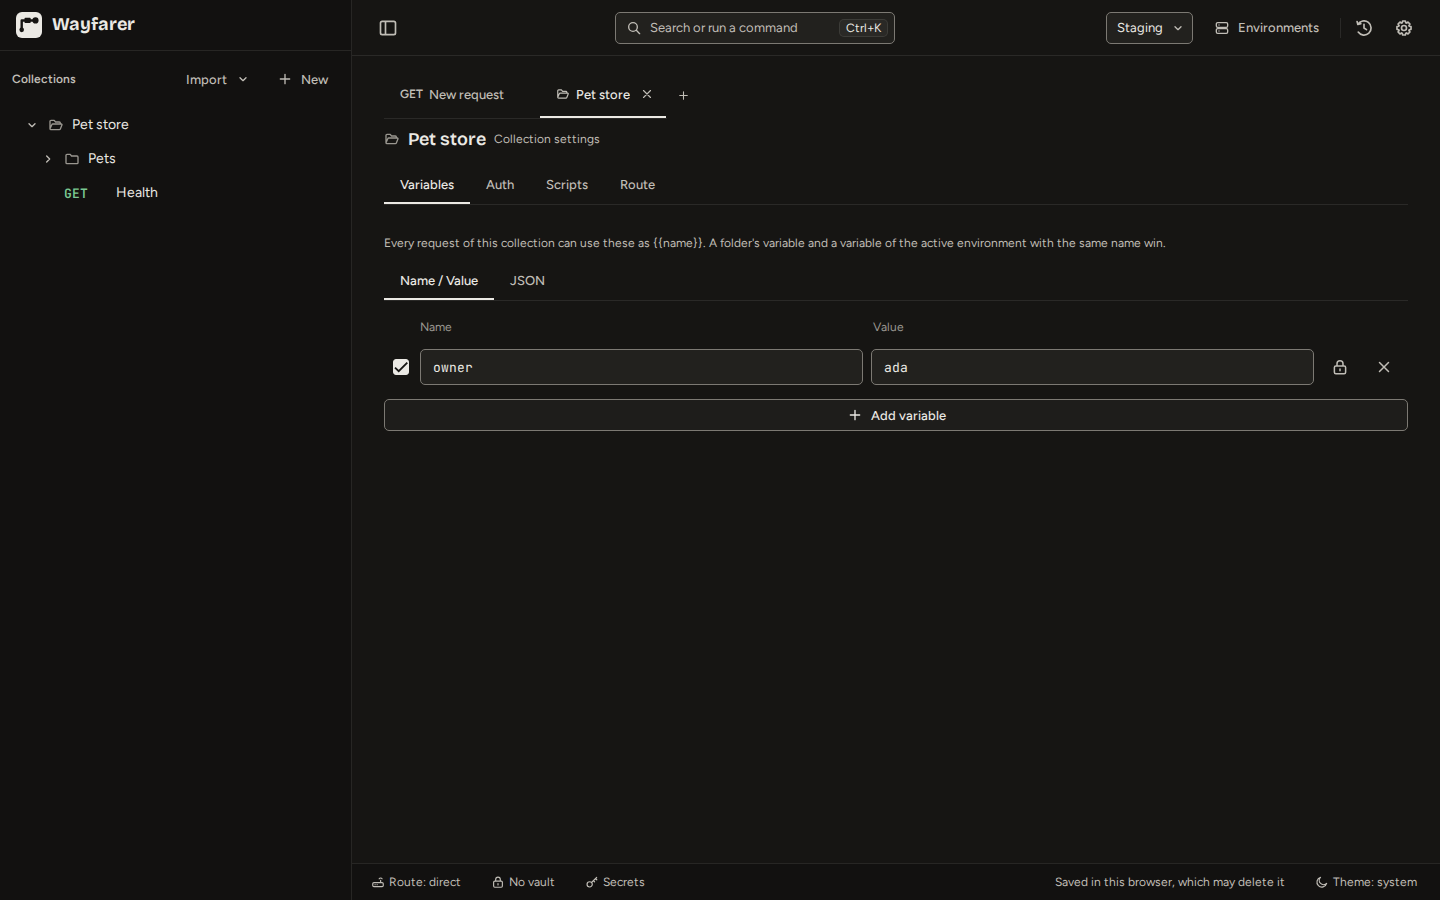 Wayfarer
Search or run a command Ctrl+K
Staging
Environments
Collections Import New
Pet store
Pets
GET Health
GET New request
Pet store
Pet store Collection settings
Variables Auth Scripts Route
Every request of this collection can use these as {{name}}. A folder's variable and a variable of the active environment with the same name win.
Name / Value JSON
Name Value
owner ada
Add variable
Route: direct No vault Secrets Saved in this browser, which may delete it Theme: system